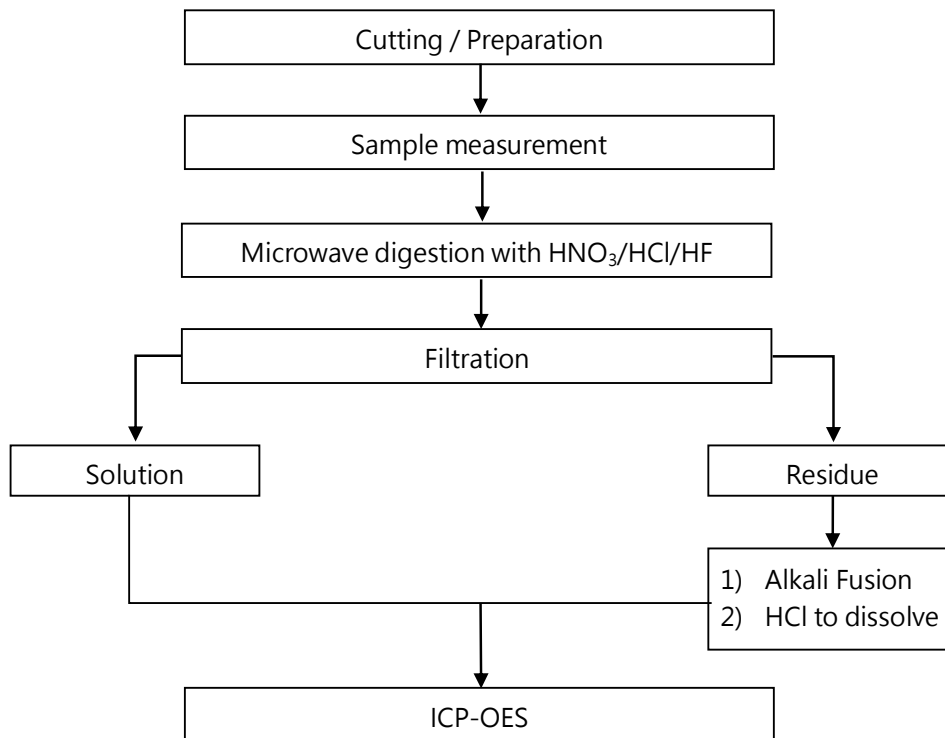 Cutting / Preparation
Sample measurement
Microwave digestion with HNO₃/HCl/HF
Filtration
Solution
Residue
1) Alkali Fusion
2) HCl to dissolve
ICP-OES